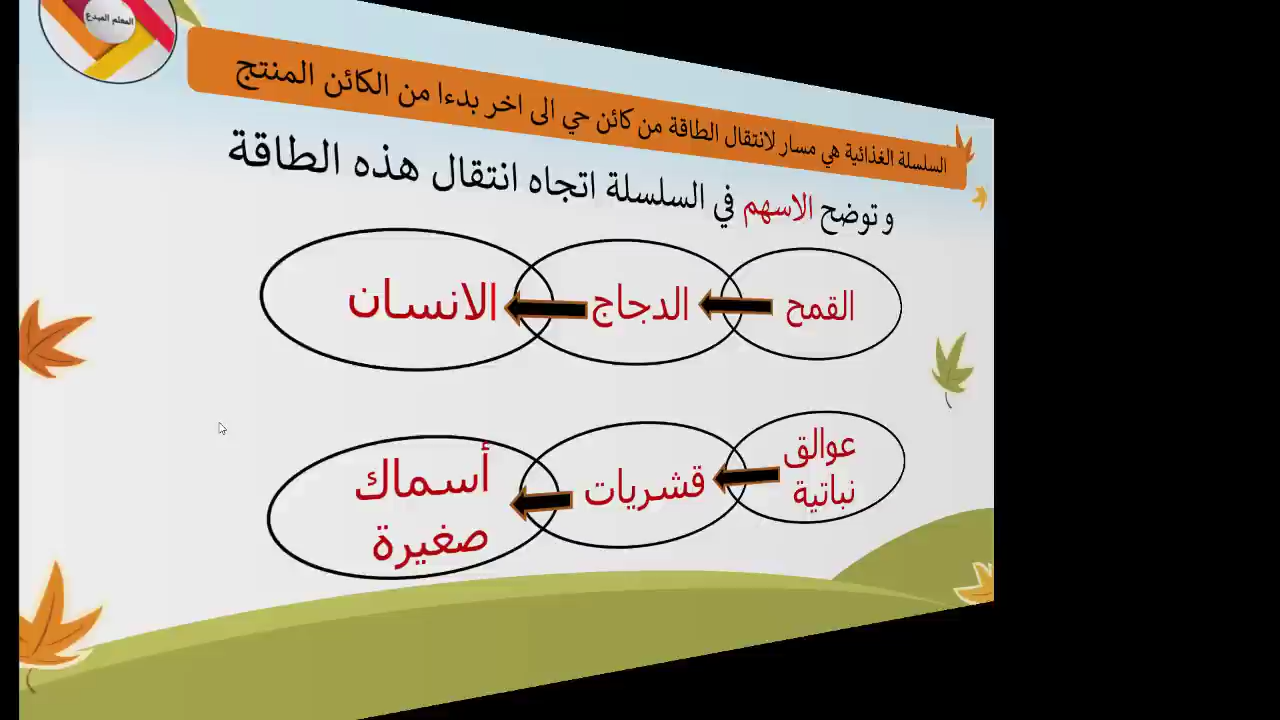 المعلم المبدع
السلسلة الغذائية هي مسار لانتقال الطاقة من كائن حي الى اخر بدءا من الكائن المنتج
و توضح الاسهم في السلسلة اتجاه انتقال هذه الطاقة
القمح
الدجاج
الانسان
عوالق
نباتية
قشريات
أسماك
صغيرة